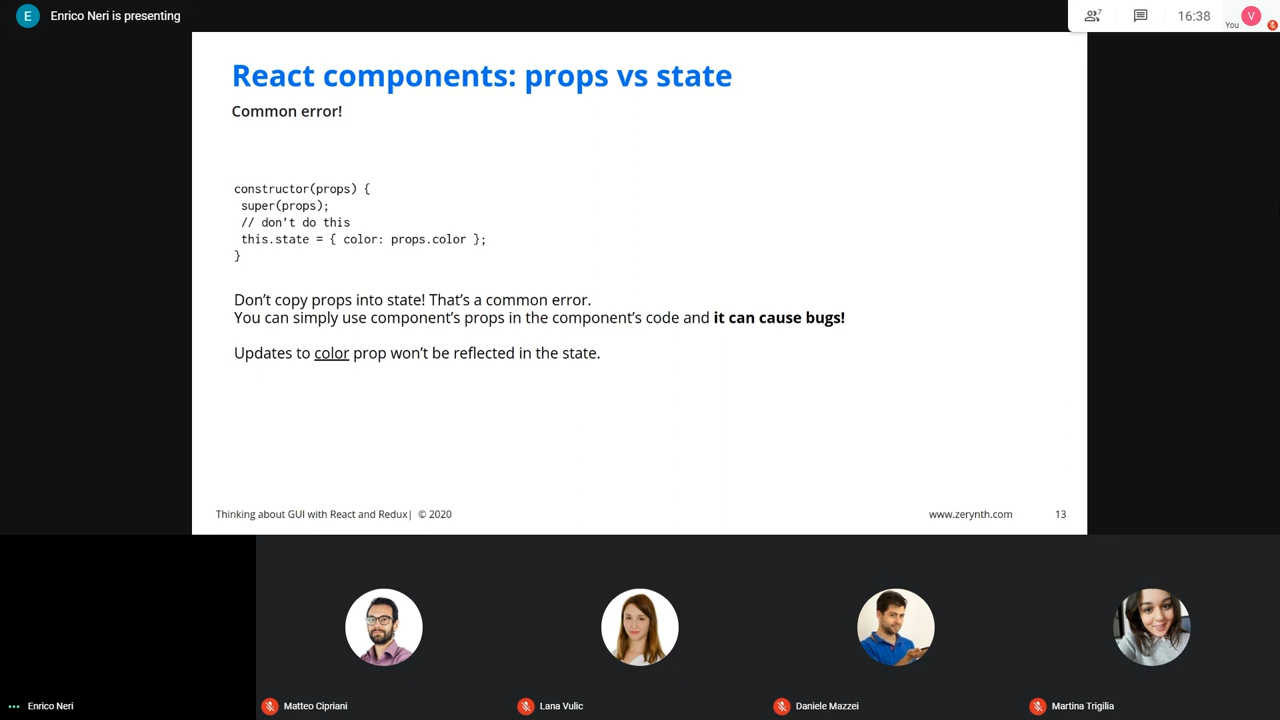 E Enrico Neri is presenting
7
16:38
You
V
React components: props vs state
Common error!
constructor(props) {
super(props);
// don't do this
this.state = { color: props.color };
}
Don’t copy props into state! That’s a common error.
You can simply use component’s props in the component’s code and it can cause bugs!
Updates to color prop won’t be reflected in the state.
Thinking about GUI with React and Redux| © 2020
www.zerynth.com
13
Enrico Neri
Matteo Cipriani
Lana Vulic
Daniele Mazzei
Martina Trigilia